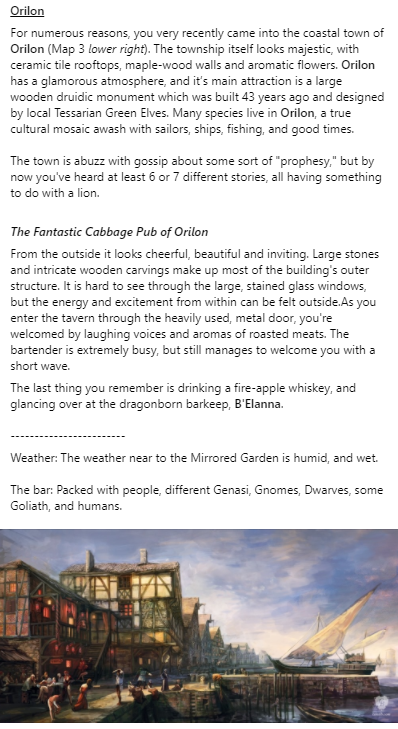 Orilon
For numerous reasons, you very recently came into the coastal town of
Orilon (Map 3 lower right). The township itself looks majestic, with
ceramic tile rooftops, maple-wood walls and aromatic flowers. Orilon
has a glamorous atmosphere, and it's main attraction is a large
wooden druidic monument which was built 43 years ago and designed
by local Tessarian Green Elves. Many species live in Orilon, a true
cultural mosaic awash with sailors, ships, fishing, and good times.
The town is abuzz with gossip about some sort of "prophesy," but by
now you've heard at least 6 or 7 different stories, all having something
to do with a lion.
The Fantastic Cabbage Pub of Orilon
From the outside it looks cheerful, beautiful and inviting. Large stones
and intricate wooden carvings make up most of the building's outer
structure. It is hard to see through the large, stained glass windows,
but the energy and excitement from within can be felt outside.As you
enter the tavern through the heavily used, metal door, you're
welcomed by laughing voices and aromas of roasted meats. The
bartender is extremely busy, but still manages to welcome you with a
short wave.
The last thing you remember is drinking a fire-apple whiskey, and
glancing over at the dragonborn barkeep, B'Elanna.
------------------------
Weather: The weather near to the Mirrored Garden is humid, and wet.
The bar: Packed with people, different Genasi, Gnomes, Dwarves, some
Goliath, and humans.